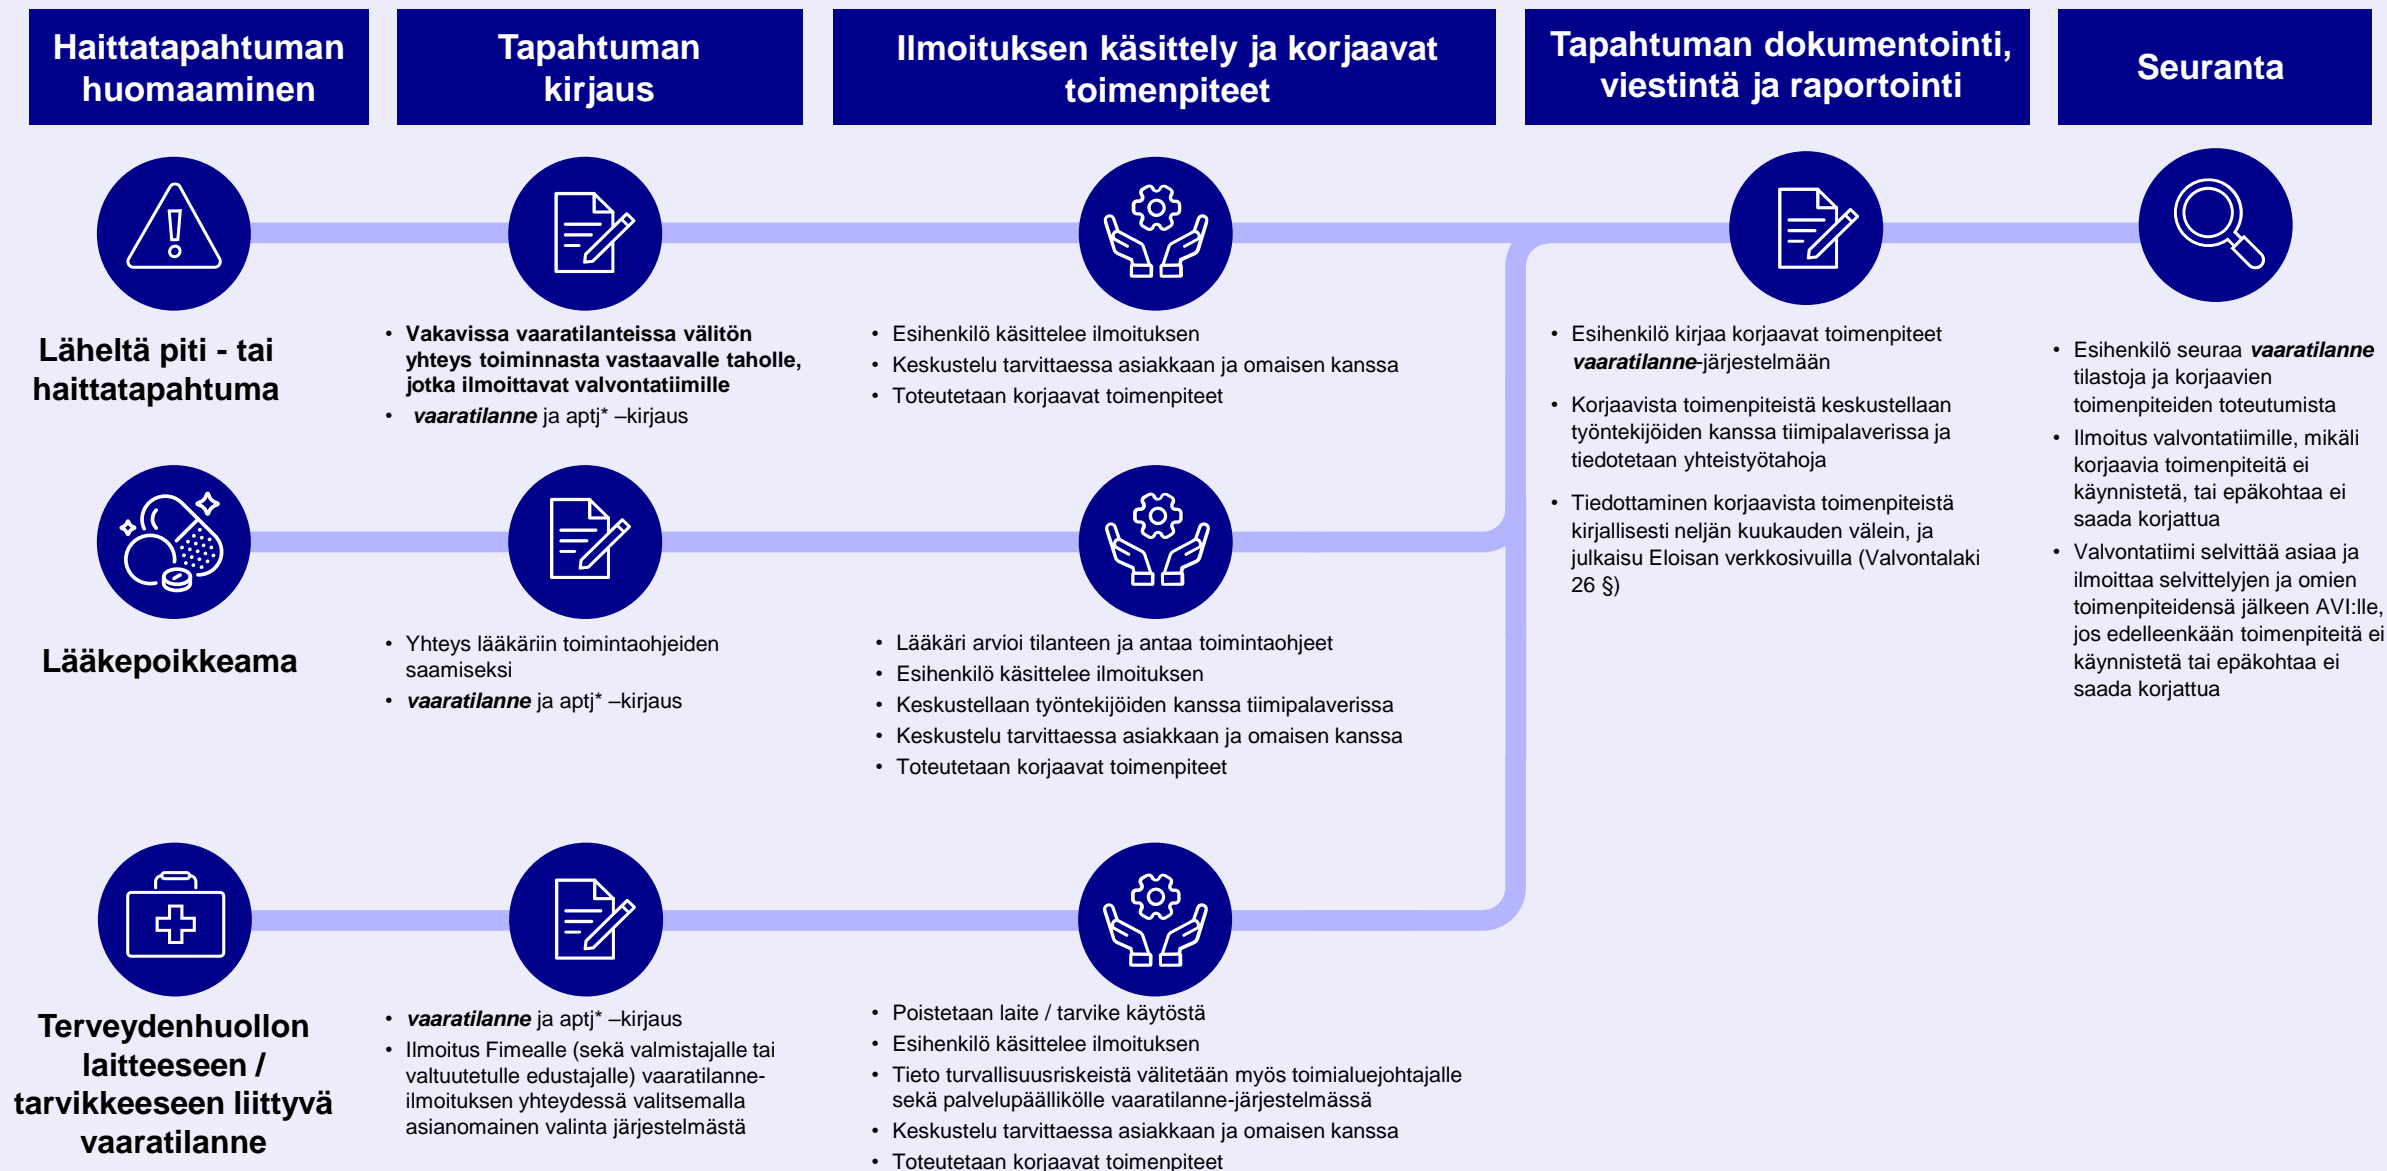 Haittatapahtuman
huomaaminen
Tapahtuman
kirjaus
Ilmoituksen käsittely ja korjaavat
toimenpiteet
Tapahtuman dokumentointi,
viestintä ja raportointi
Seuranta
Läheltä piti - tai
haittatapahtuma
• Vakavissa vaaratilanteissa välitön
yhteys toiminnasta vastaavalle taholle,
jotka ilmoittavat valvontatiimille
• vaaratilanne ja aptj* –kirjaus
• Esihenkilö käsittelee ilmoituksen
• Keskustelu tarvittaessa asiakkaan ja omaisen kanssa
• Toteutetaan korjaavat toimenpiteet
• Esihenkilö kirjaa korjaavat toimenpiteet
vaaratilanne-järjestelmään
• Korjaavista toimenpiteistä keskustellaan
työntekijöiden kanssa tiimipalaverissa ja
tiedotetaan yhteistyötahoja
• Tiedottaminen korjaavista toimenpiteistä
kirjallisesti neljän kuukauden välein, ja
julkaisu Eloisan verkkosivuilla (Valvontalaki
26 §)
• Esihenkilö seuraa vaaratilanne
tilastoja ja korjaavien
toimenpiteiden toteutumista
• Ilmoitus valvontatiimille, mikäli
korjaavia toimenpiteitä ei
käynnistetä, tai epäkohtaa ei
saada korjattua
• Valvontatiimi selvittää asiaa ja
ilmoittaa selvittelyjen ja omien
toimenpiteidensä jälkeen AVI:lle,
jos edelleenkään toimenpiteitä ei
käynnistetä tai epäkohtaa ei
saada korjattua
Lääkepoikkeama
• Yhteys lääkäriin toimintaohjeiden
saamiseksi
• vaaratilanne ja aptj* –kirjaus
• Lääkäri arvioi tilanteen ja antaa toimintaohjeet
• Esihenkilö käsittelee ilmoituksen
• Keskustellaan työntekijöiden kanssa tiimipalaverissa
• Keskustelu tarvittaessa asiakkaan ja omaisen kanssa
• Toteutetaan korjaavat toimenpiteet
Terveydenhuollon
laitteeseen /
tarvikkeeseen liittyvä
vaaratilanne
• vaaratilanne ja aptj* –kirjaus
• Ilmoitus Fimealle (sekä valmistajalle tai
valtuutetulle edustajalle) vaaratilanne-
ilmoituksen yhteydessä valitsemalla
asianomainen valinta järjestelmästä
• Poistetaan laite / tarvike käytöstä
• Esihenkilö käsittelee ilmoituksen
• Tieto turvallisuusriskeistä välitetään myös toimialuejohtajalle
sekä palvelupäällikölle vaaratilanne-järjestelmässä
• Keskustelu tarvittaessa asiakkaan ja omaisen kanssa
• Toteutetaan korjaavat toimenpiteet